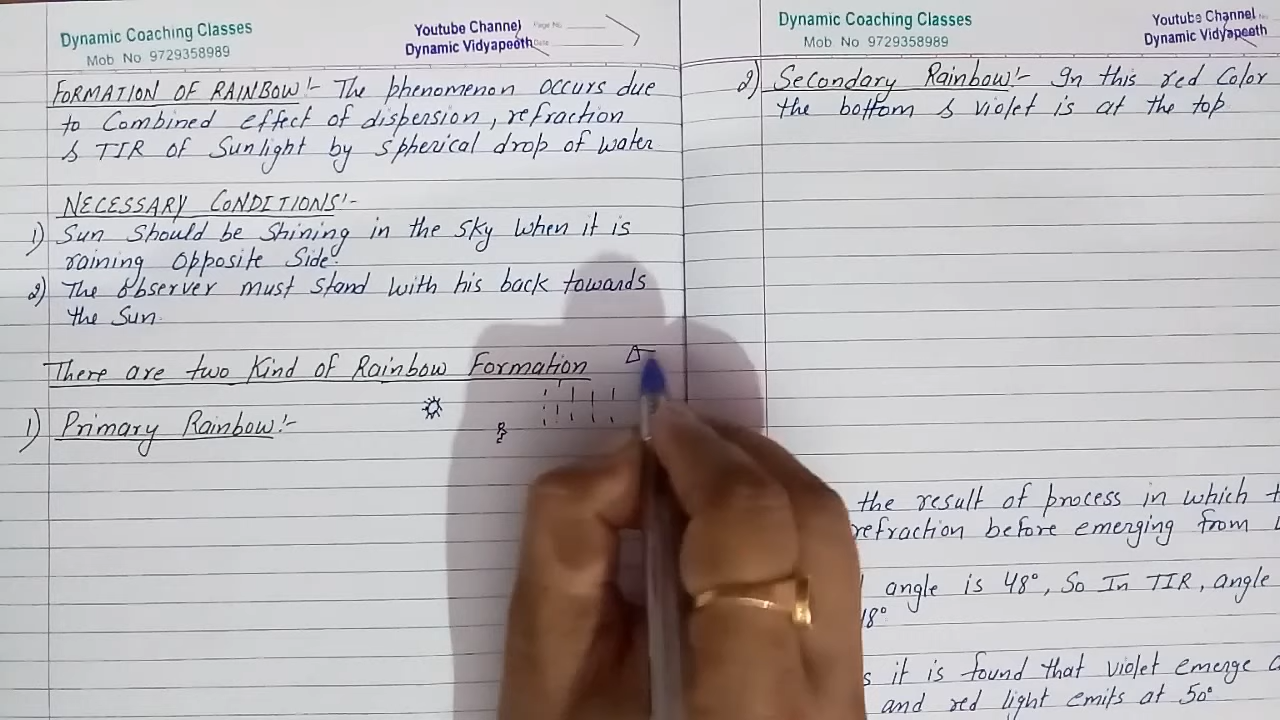 Dynamic Coaching Classes
Mob No 9729358989
Youtube Channel
Dynamic Vidyapeeth
Page No.
Date
FORMATION OF RAINBOW:- The phenomenon occurs due
to Combined effect of dispersion, refraction
& TIR of Sunlight by Spherical drop of water
NECESSARY CONDITIONS:-
1) Sun should be shining in the sky when it is
raining opposite side.
2) The observer must stand with his back towards
the Sun.
There are two Kind of Rainbow Formation
1) Primary Rainbow:-
Dynamic Coaching Classes
Mob No 9729358989
Youtube Channel
Dynamic Vidyapeeth
2) Secondary Rainbow:- In this red Color
the bottom & violet is at the top
the result of process in which
refraction before emerging from
angle is 48°, So In TIR, angle
48°
it is found that violet emerge
and red light emits at 50°